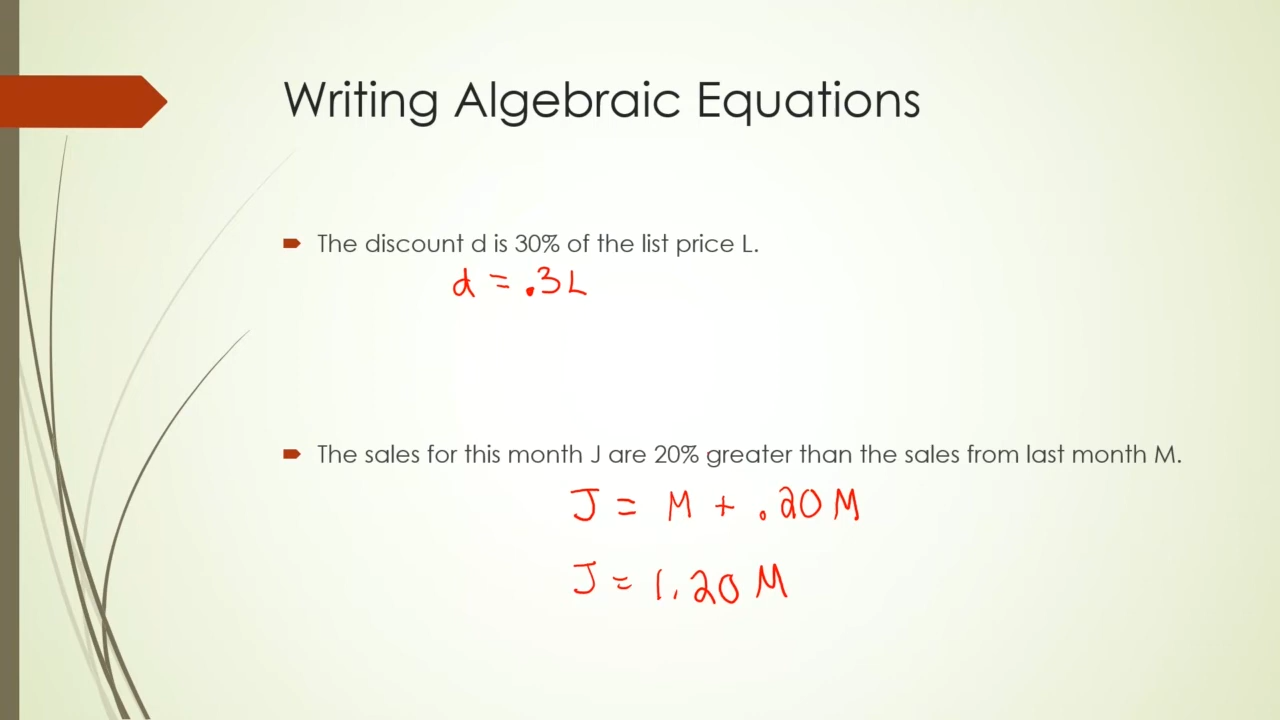 Writing Algebraic Equations
The discount d is 30% of the list price L.
d = .3L
The sales for this month J are 20% greater than the sales from last month M.
J = M + .20M
J = 1.20M